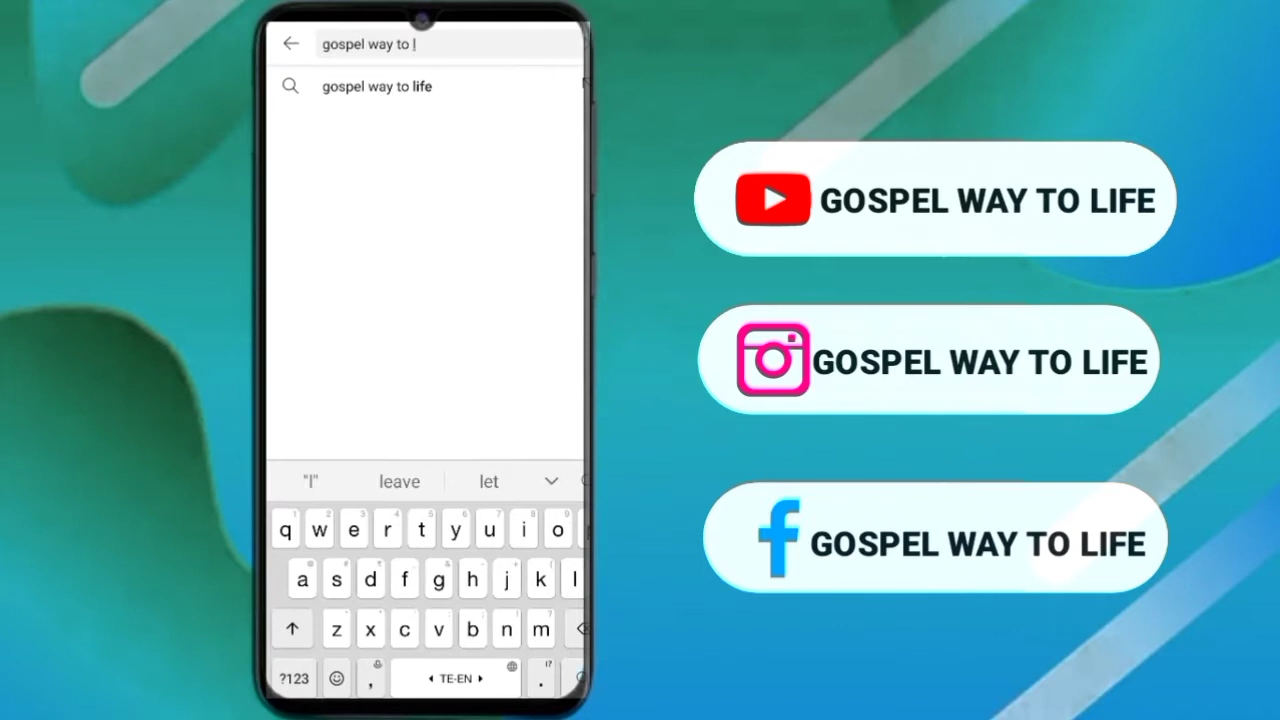 gospel way to l
gospel way to life
"l" leave let
q w e r t y u i o
a s d f g h j k l
z x c v b n m
?123 , TE-EN .
GOSPEL WAY TO LIFE
GOSPEL WAY TO LIFE
GOSPEL WAY TO LIFE